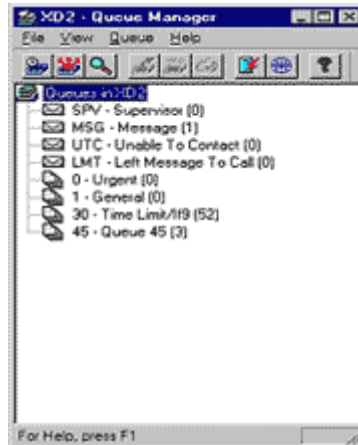 XD2 - Queue Manager
File View Queue Help
Queues in XD2
SPV - Supervisor (0)
MSG - Message (1)
UTC - Unable To Contact (0)
LMT - Left Message To Call (0)
0 - Urgent (0)
1 - General (0)
30 - Time Limit/If9 (52)
45 - Queue 45 (3)
For Help, press F1